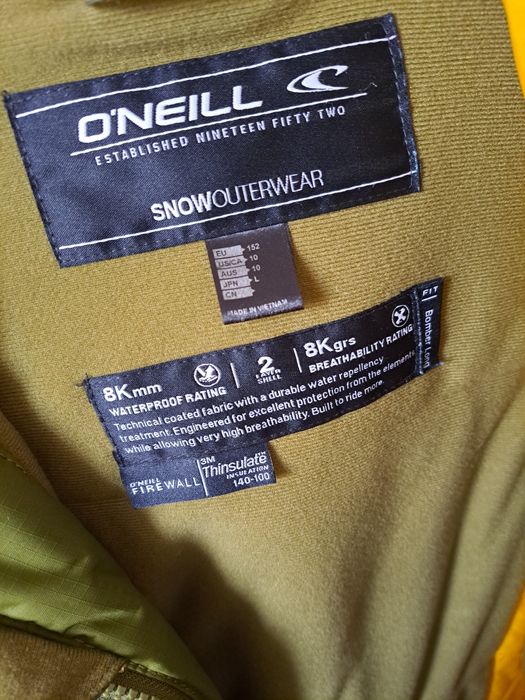 O'NEILL
ESTABLISHED NINETEEN FIFTY TWO
SNOWOUTERWEAR
EU 152
US/CA 10
AUS 10
JPN L
CN
MADE IN VIETNAM
8Kmm
WATERPROOF RATING
2
LAYER
SHELL
8Kgrs
BREATHABILITY RATING
Technical coated fabric with a durable water repellency
treatment. Engineered for excellent protection from the elements
while allowing very high breathability. Built to ride more.
FIT
Bomber Long
O'NEILL
FIREWALL
3M
Thinsulate
INSULATION
140-100